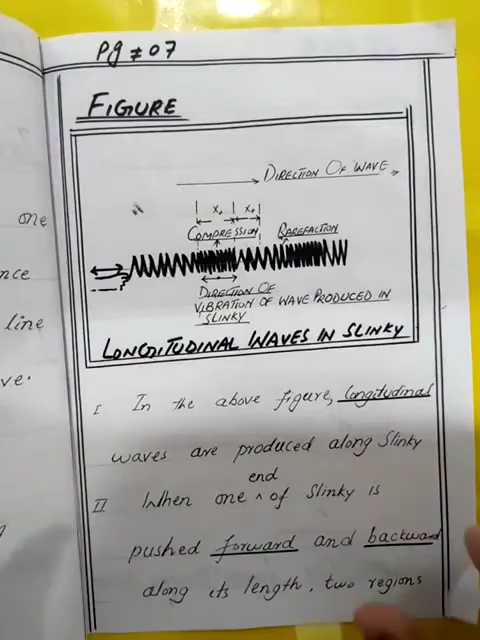 Pg # 07
FIGURE
DIRECTION OF WAVE
X₀ X₀
COMPRESSION RAREFACTION
DIRECTION OF
VIBRATION OF WAVE PRODUCED IN
SLINKY
LONGITUDINAL WAVES IN SLINKY
I In the above figure, longitudinal
waves are produced along Slinky
end
II When one ^ of Slinky is
pushed forward and backward
along its length, two regions
one
nce
line
ve.